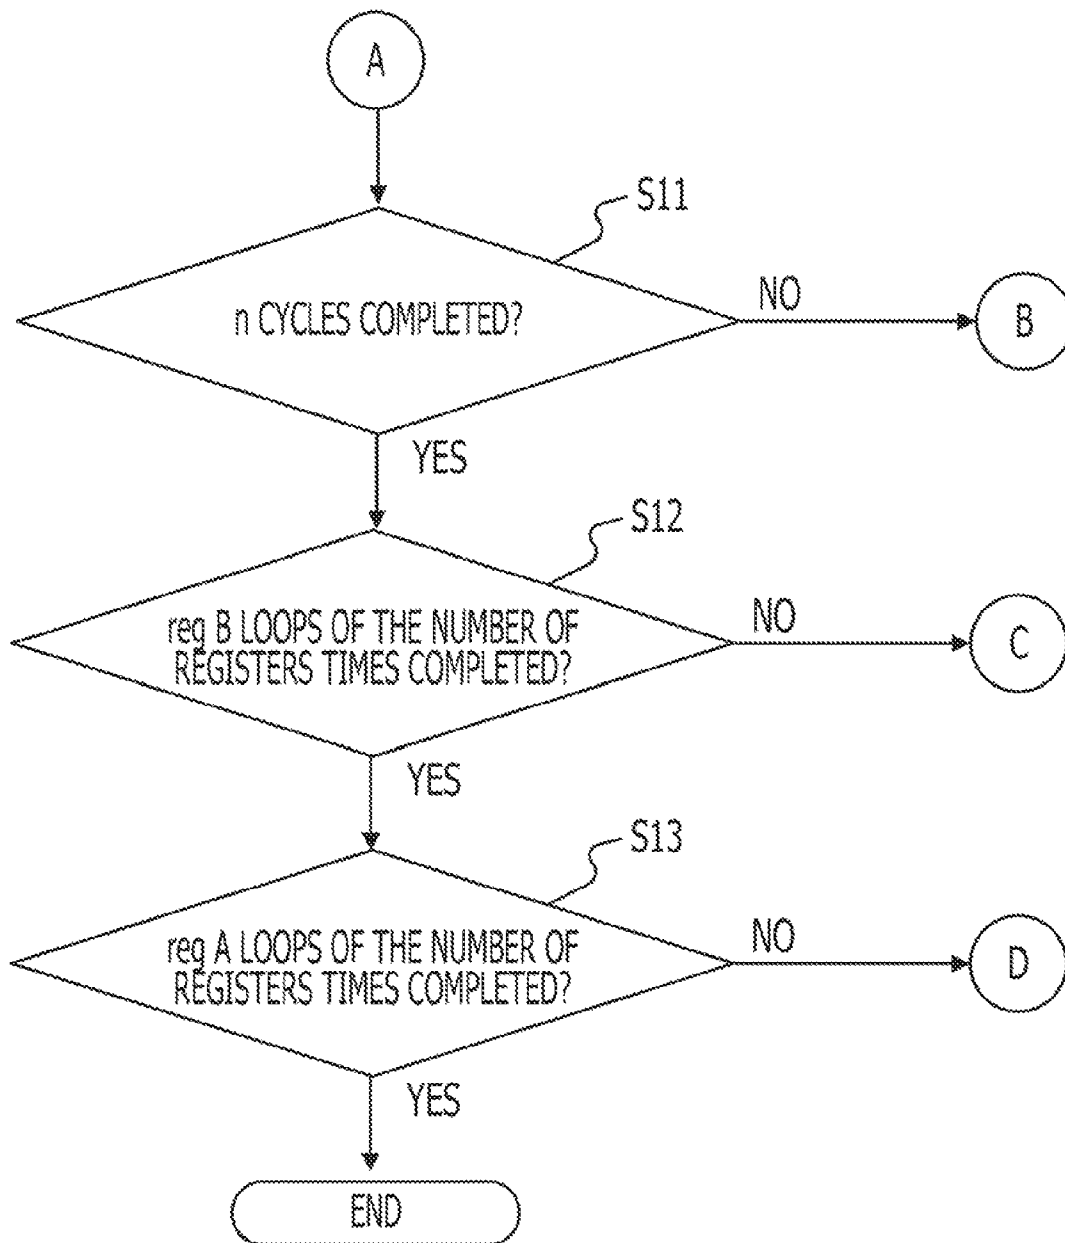 A
S11
n CYCLES COMPLETED?
NO
B
YES
S12
reg B LOOPS OF THE NUMBER OF
REGISTERS TIMES COMPLETED?
NO
C
YES
S13
reg A LOOPS OF THE NUMBER OF
REGISTERS TIMES COMPLETED?
NO
D
YES
END